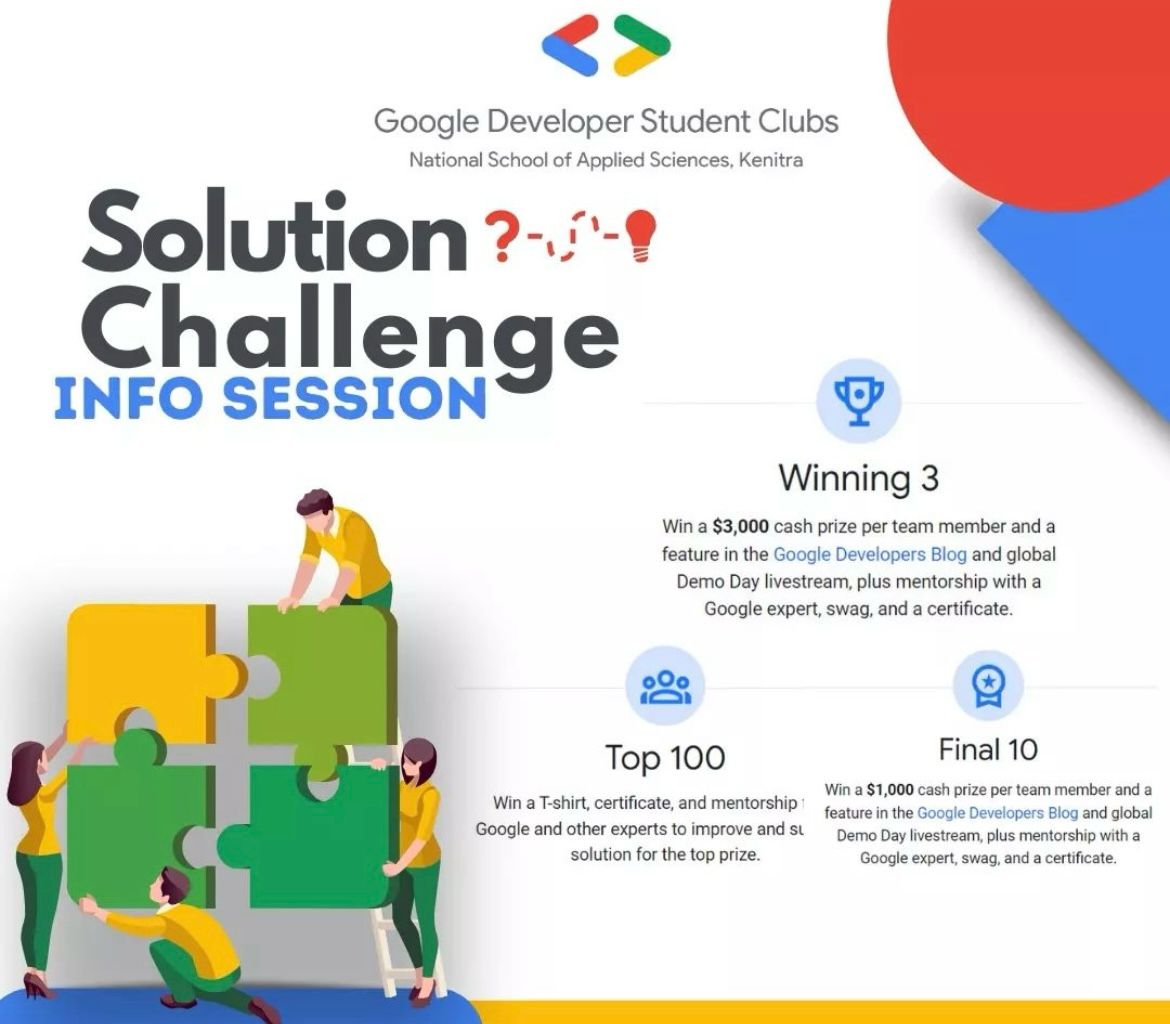 Google Developer Student Clubs
National School of Applied Sciences, Kenitra
Solution
Challenge
INFO SESSION
Winning 3
Win a $3,000 cash prize per team member and a
feature in the Google Developers Blog and global
Demo Day livestream, plus mentorship with a
Google expert, swag, and a certificate.
Top 100
Win a T-shirt, certificate, and mentorship
Google and other experts to improve and su
solution for the top prize.
Final 10
Win a $1,000 cash prize per team member and a
feature in the Google Developers Blog and global
Demo Day livestream, plus mentorship with a
Google expert, swag, and a certificate.